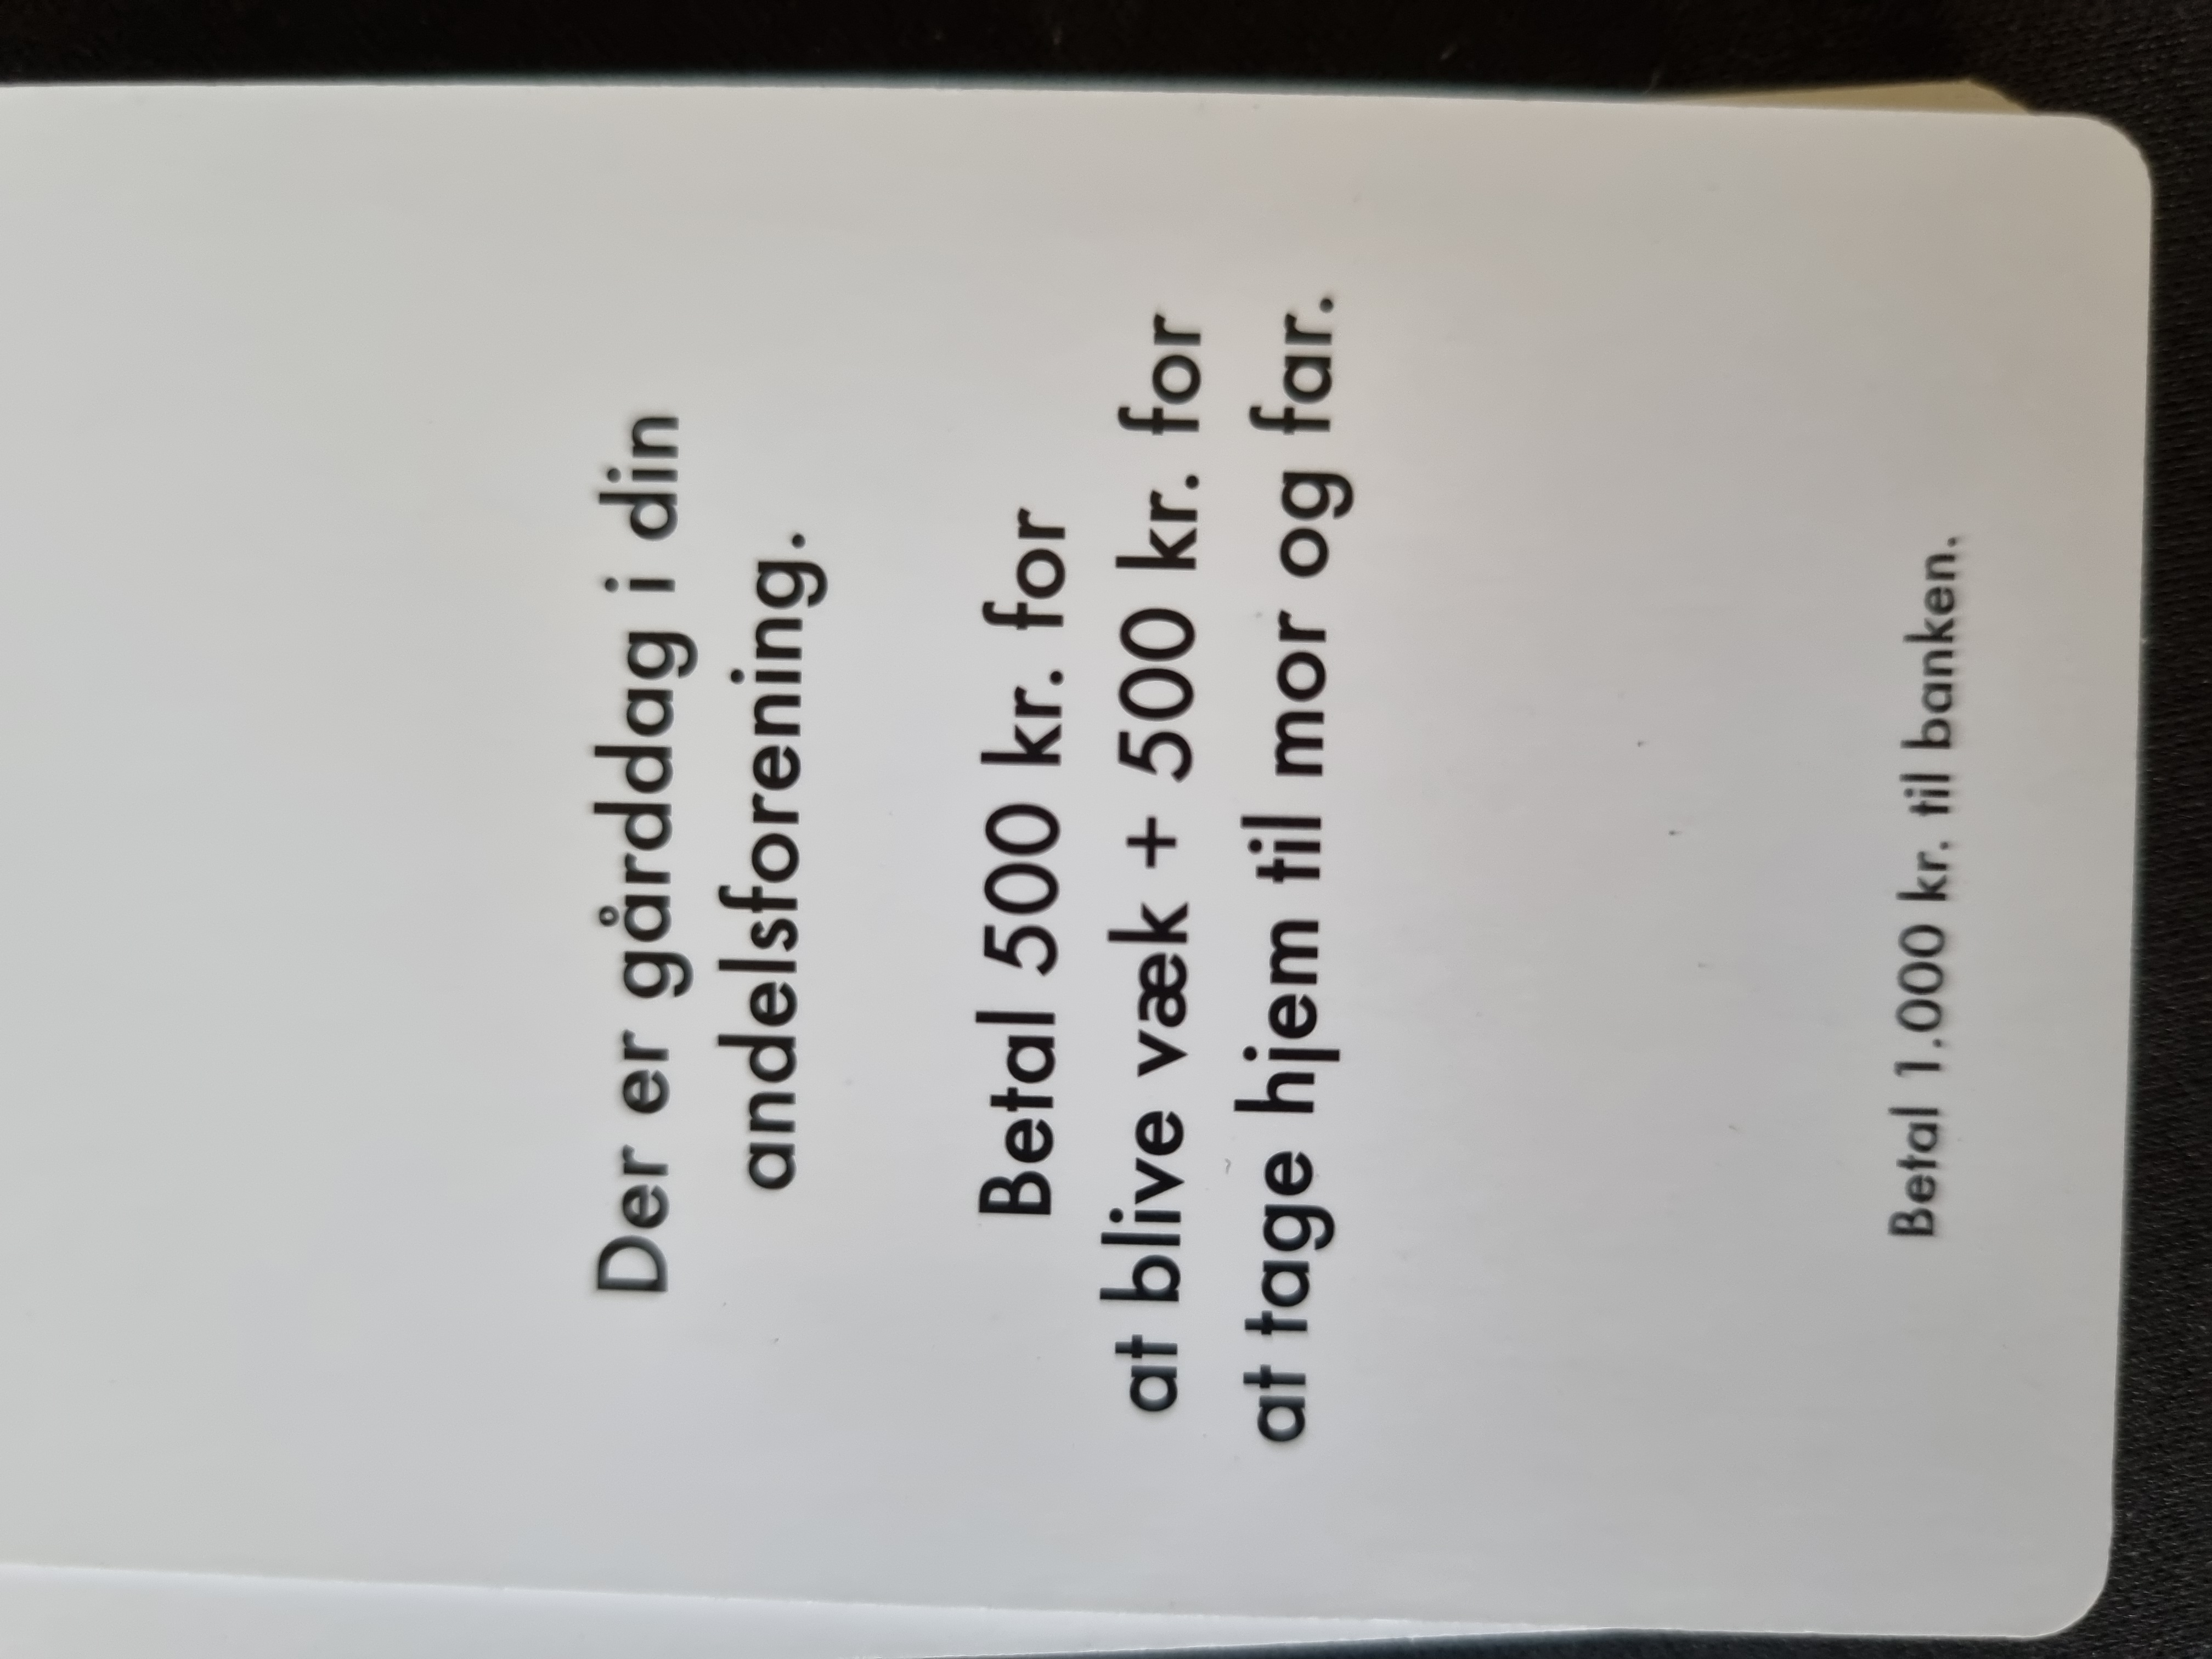 Der er gårddag i din
andelsforening.
Betal 500 kr. for
at blive væk + 500 kr. for
at tage hjem til mor og far.
Betal 1.000 kr. til banken.